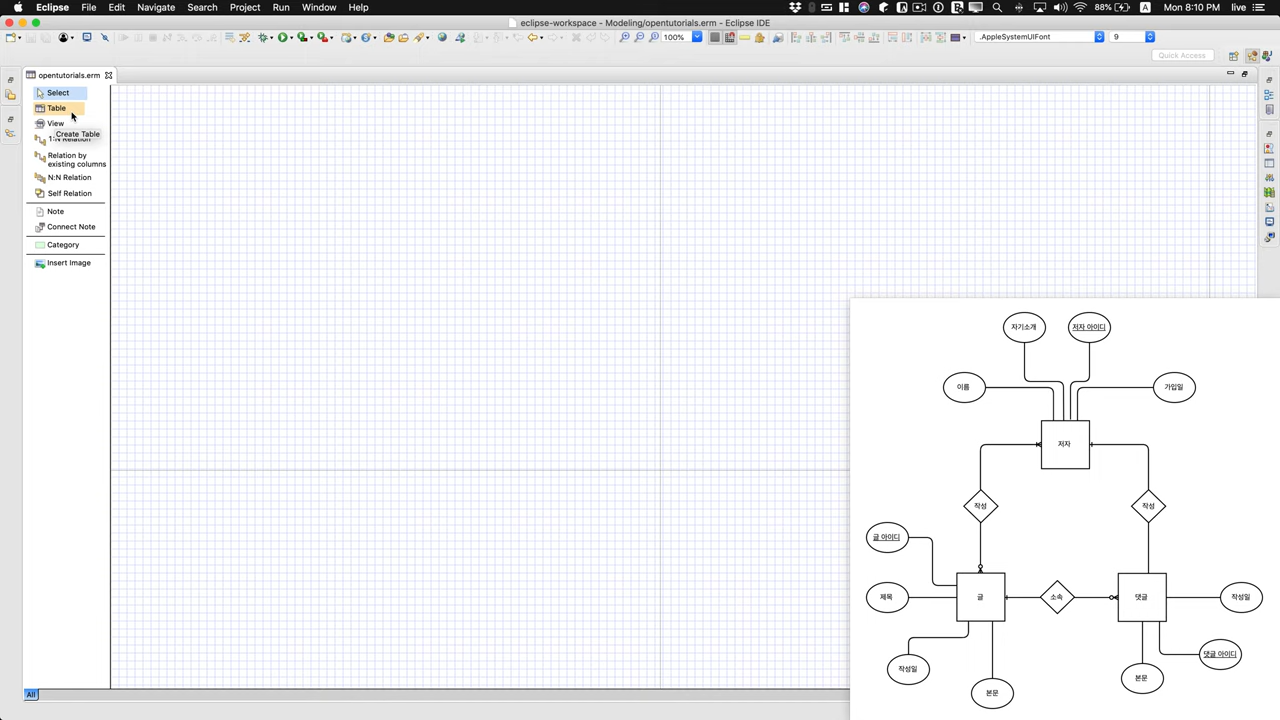 Eclipse File Edit Navigate Search Project Run Window Help
88% Mon 8:10 PM live
eclipse-workspace - Modeling/opentutorials.erm - Eclipse IDE
100% .AppleSystemUIFont 9
Quick Access
opentutorials.erm
Select
Table
View
Create Table
1:N Relation
Relation by
existing columns
N:N Relation
Self Relation
Note
Connect Note
Category
Insert Image
All
자기소개 저자 아이디
이름 가입일
저자
작성 작성
글 아이디
제목 글 소속 댓글 작성일
댓글 아이디
작성일 본문
본문